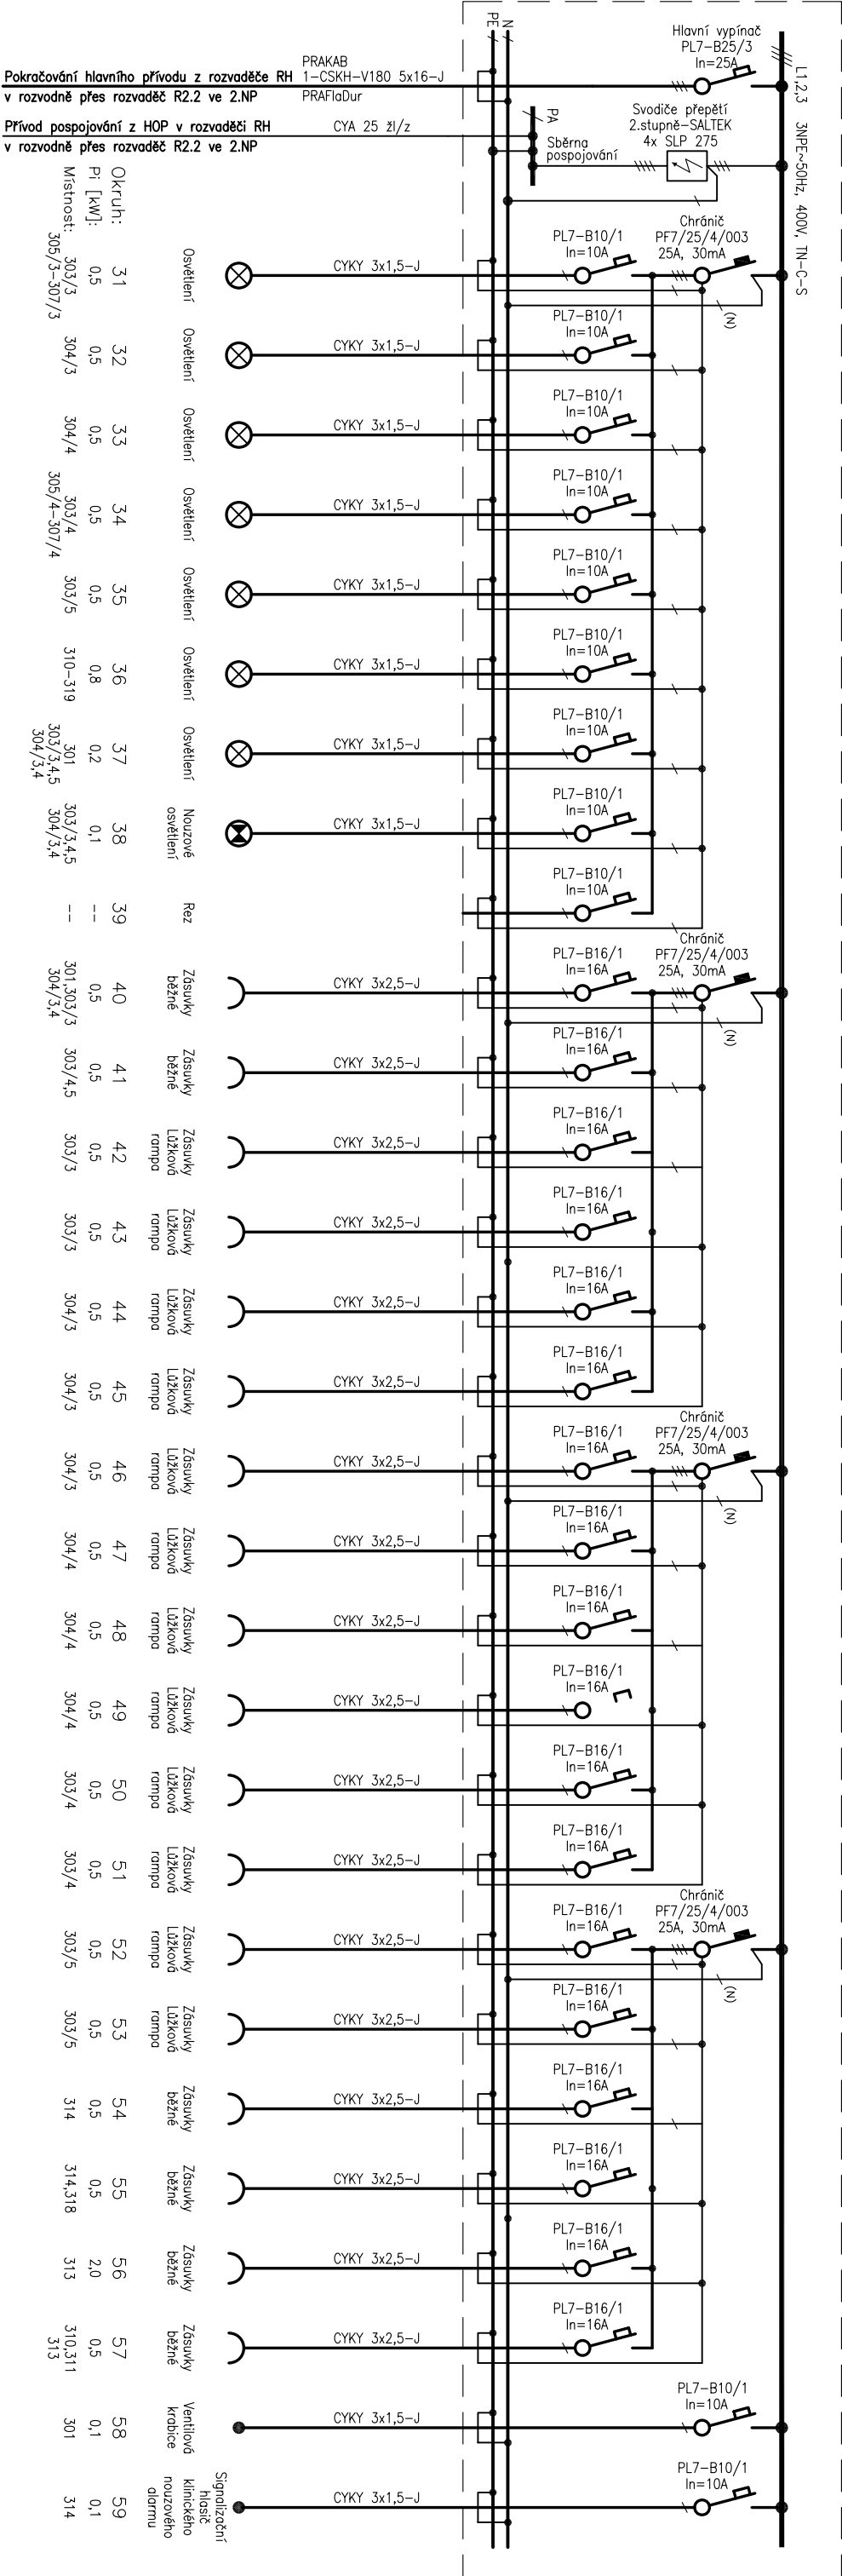 PE
N
L1,2,3 3NPE~50Hz, 400V, TN-C-S
Hlavní vypínač
PL7-B25/3
In=25A
Pokračování hlavního přívodu z rozvaděče RH
v rozvodně přes rozvaděč R2.2 ve 2.NP
PRAKAB
1-CSKH-V180 5x16-J
PRAFlaDur
Přívod pospojování z HOP v rozvaděči RH
v rozvodně přes rozvaděč R2.2 ve 2.NP
CYA 25 žl/z
PA
Sběrna
pospojování
Svodiče přepětí
2.stupně-SALTEK
4x SLP 275
Okruh:
Pi [kW]:
Místnost:
Chránič
PF7/25/4/003
25A, 30mA
(N)
PL7-B10/1
In=10A
CYKY 3x1,5-J
Osvětlení
31
0,5
303/3
305/3-307/3
PL7-B10/1
In=10A
CYKY 3x1,5-J
Osvětlení
32
0,5
304/3
PL7-B10/1
In=10A
CYKY 3x1,5-J
Osvětlení
33
0,5
304/4
PL7-B10/1
In=10A
CYKY 3x1,5-J
Osvětlení
34
0,5
303/4
305/4-307/4
PL7-B10/1
In=10A
CYKY 3x1,5-J
Osvětlení
35
0,5
303/5
PL7-B10/1
In=10A
CYKY 3x1,5-J
Osvětlení
36
0,8
310-319
PL7-B10/1
In=10A
CYKY 3x1,5-J
Osvětlení
37
0,2
301
303/3,4,5
304/3,4
PL7-B10/1
In=10A
CYKY 3x1,5-J
Nouzové
osvětlení
38
0,1
303/3,4,5
304/3,4
PL7-B10/1
In=10A
Rez
39
--
--
Chránič
PF7/25/4/003
25A, 30mA
(N)
PL7-B16/1
In=16A
CYKY 3x2,5-J
Zásuvky
běžné
40
0,5
301,303/3
304/3,4
PL7-B16/1
In=16A
CYKY 3x2,5-J
Zásuvky
běžné
41
0,5
303/4,5
PL7-B16/1
In=16A
CYKY 3x2,5-J
Zásuvky
Lůžková
rampa
42
0,5
303/3
PL7-B16/1
In=16A
CYKY 3x2,5-J
Zásuvky
Lůžková
rampa
43
0,5
303/3
PL7-B16/1
In=16A
CYKY 3x2,5-J
Zásuvky
Lůžková
rampa
44
0,5
304/3
PL7-B16/1
In=16A
CYKY 3x2,5-J
Zásuvky
Lůžková
rampa
45
0,5
304/3
Chránič
PF7/25/4/003
25A, 30mA
(N)
PL7-B16/1
In=16A
CYKY 3x2,5-J
Zásuvky
Lůžková
rampa
46
0,5
304/3
PL7-B16/1
In=16A
CYKY 3x2,5-J
Zásuvky
Lůžková
rampa
47
0,5
304/4
PL7-B16/1
In=16A
CYKY 3x2,5-J
Zásuvky
Lůžková
rampa
48
0,5
304/4
PL7-B16/1
In=16A
CYKY 3x2,5-J
Zásuvky
Lůžková
rampa
49
0,5
304/4
PL7-B16/1
In=16A
CYKY 3x2,5-J
Zásuvky
Lůžková
rampa
50
0,5
303/4
PL7-B16/1
In=16A
CYKY 3x2,5-J
Zásuvky
Lůžková
rampa
51
0,5
303/4
Chránič
PF7/25/4/003
25A, 30mA
(N)
PL7-B16/1
In=16A
CYKY 3x2,5-J
Zásuvky
Lůžková
rampa
52
0,5
303/5
PL7-B16/1
In=16A
CYKY 3x2,5-J
Zásuvky
Lůžková
rampa
53
0,5
303/5
PL7-B16/1
In=16A
CYKY 3x2,5-J
Zásuvky
běžné
54
0,5
314
PL7-B16/1
In=16A
CYKY 3x2,5-J
Zásuvky
běžné
55
0,5
314,318
PL7-B16/1
In=16A
CYKY 3x2,5-J
Zásuvky
běžné
56
2,0
313
PL7-B16/1
In=16A
CYKY 3x2,5-J
Zásuvky
běžné
57
0,5
310,311
313
PL7-B10/1
In=10A
CYKY 3x1,5-J
Ventilová
krabice
58
0,1
301
PL7-B10/1
In=10A
CYKY 3x1,5-J
Signalizační
hlasič
klinického
nouzového
alarmu
59
0,1
314